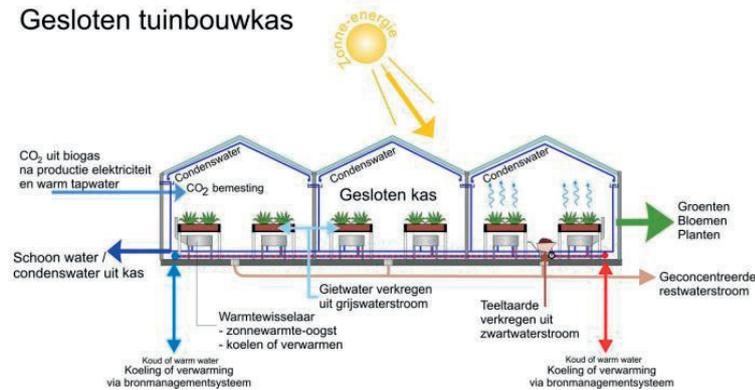 Gesloten tuinbouwkas
Zonne-energie
CO₂ uit biogas
na productie elektriciteit
en warm tapwater
Condenswater
Condenswater
Condenswater
CO₂ bemesting
Gesloten kas
Groenten
Bloemen
Planten
Schoon water /
condenswater uit kas
Gietwater verkregen
uit grijswaterstroom
Geconcentreerde
restwaterstroom
Teeltaarde
verkregen uit
zwartwaterstroom
Warmtewisselaar
- zonnewarmte-oogst
- koelen of verwarmen
Koud of warm water
Koeling of verwarming
via bronmanagementsysteem
Koud of warm water
Koeling of verwarming
via bronmanagementsysteem